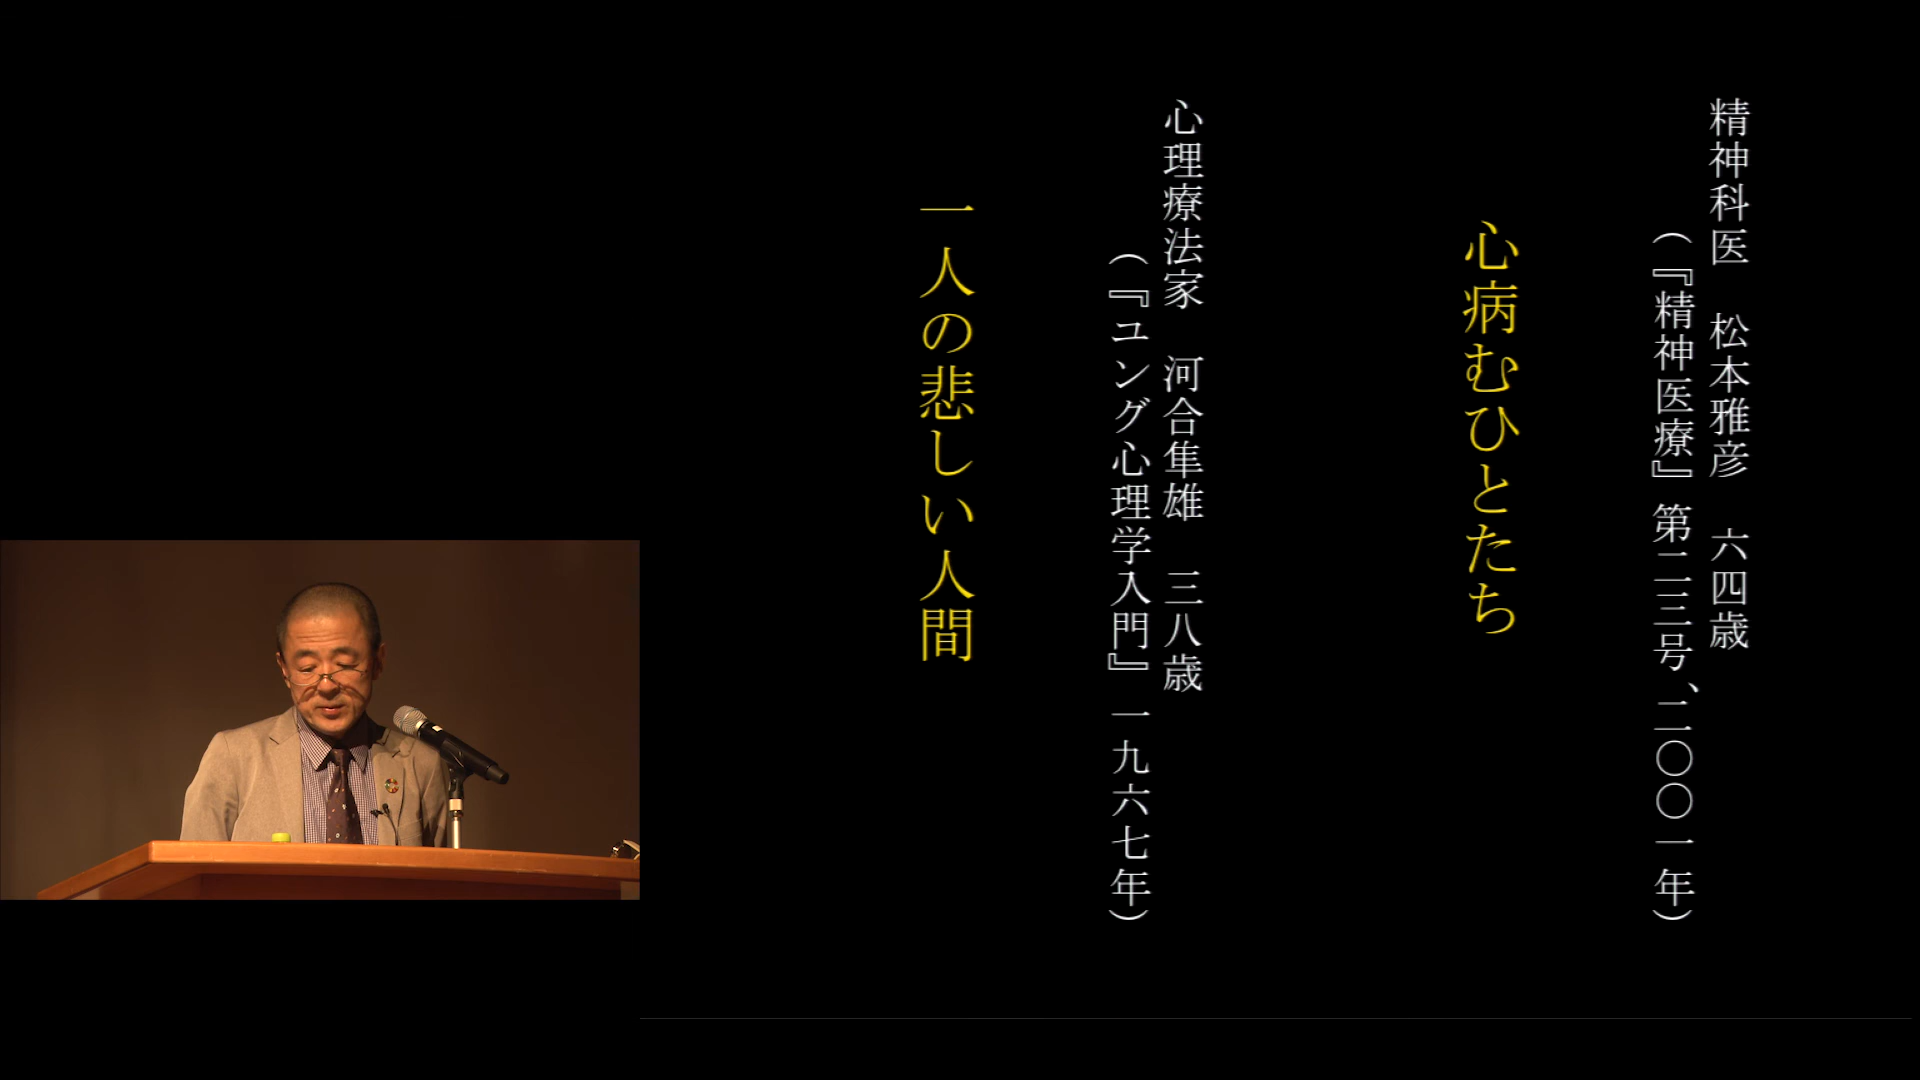 精神科医　松本雅彦　六四歳
（『精神医療』第二三号、二〇〇一年）
心病むひとたち
心理療法家　河合隼雄　三八歳
（『ユング心理学入門』一九六七年）
一人の悲しい人間